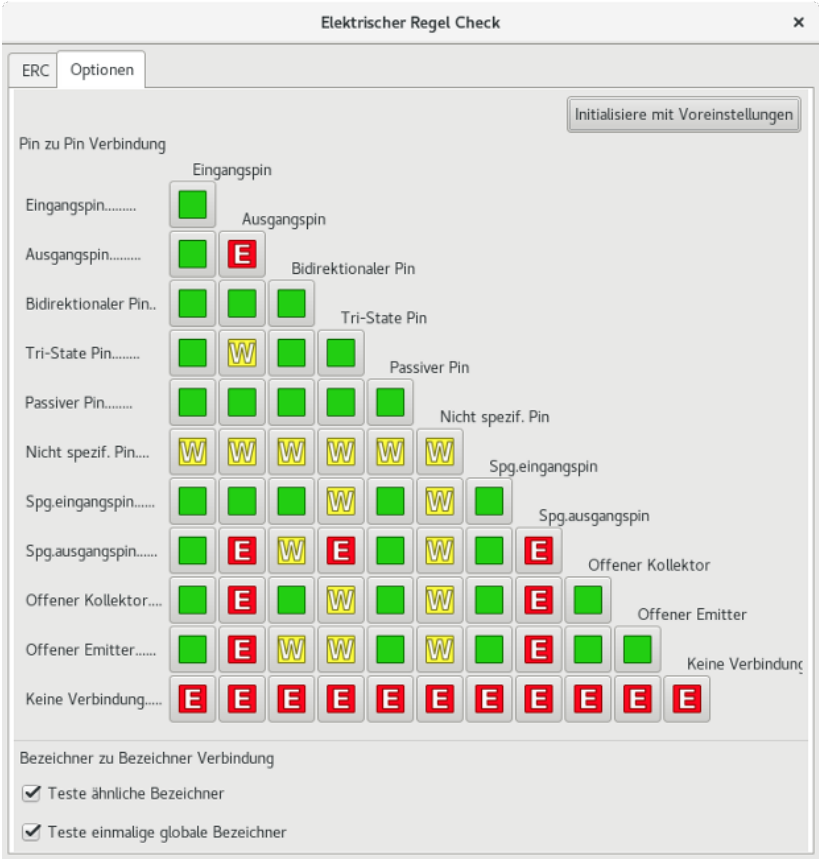 Elektrischer Regel Check ×
ERC Optionen
Initialisiere mit Voreinstellungen
Pin zu Pin Verbindung
Eingangspin
Eingangspin.........
Ausgangspin
Ausgangspin......... E
Bidirektionaler Pin
Bidirektionaler Pin..
Tri-State Pin
Tri-State Pin........ W
Passiver Pin
Passiver Pin........
Nicht spezif. Pin
Nicht spezif. Pin.... W W W W W W
Spg.eingangspin
Spg.eingangspin...... W W
Spg.ausgangspin
Spg.ausgangspin...... E W E W E
Offener Kollektor
Offener Kollektor.... E W W E
Offener Emitter
Offener Emitter...... E W W W E
Keine Verbindung
Keine Verbindung..... E E E E E E E E E E E
Bezeichner zu Bezeichner Verbindung
Teste ähnliche Bezeichner
Teste einmalige globale Bezeichner